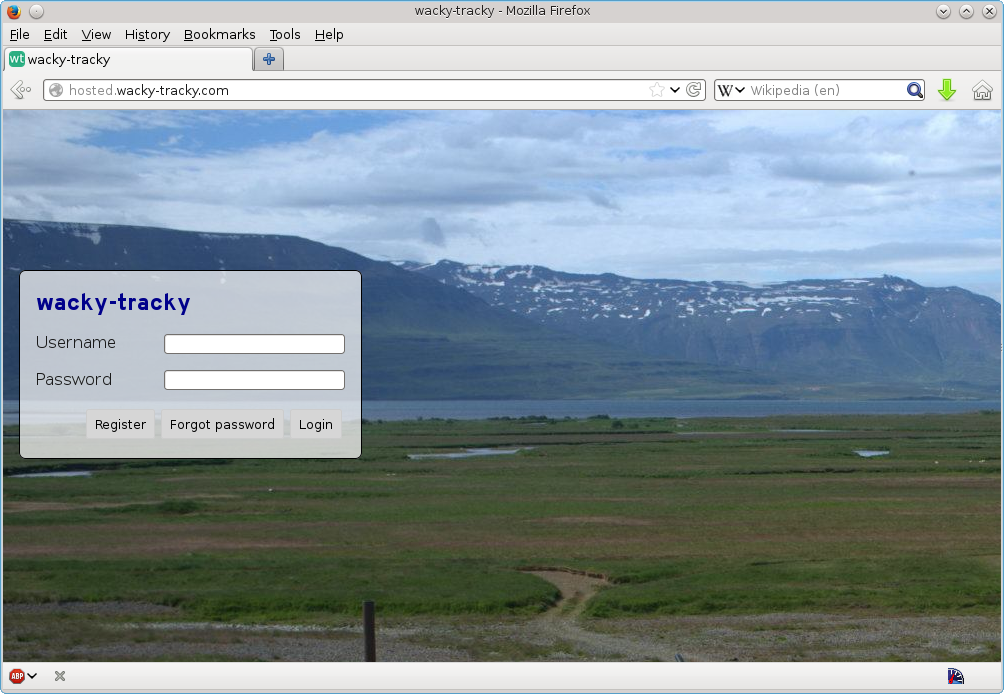 wacky-tracky - Mozilla Firefox
File Edit View History Bookmarks Tools Help
wt wacky-tracky
hosted.wacky-tracky.com W Wikipedia (en)
wacky-tracky
Username
Password
Register Forgot password Login
ABP